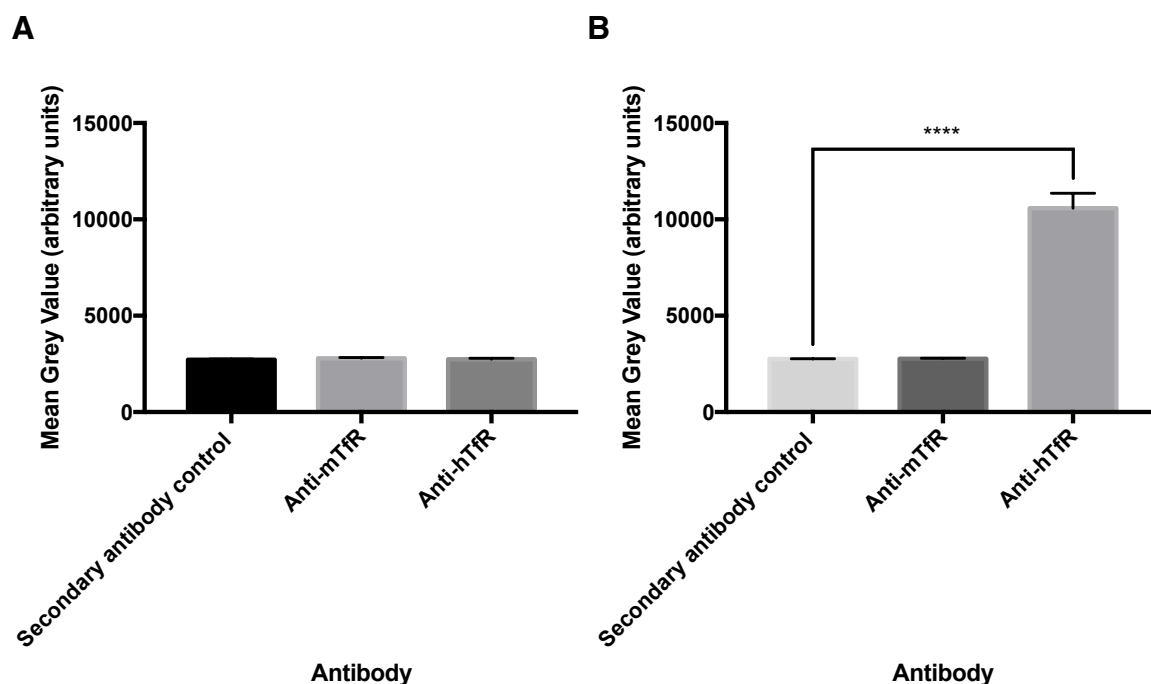 A
Mean Grey Value (arbitrary units)
15000
10000
5000
0
Secondary antibody control
Anti-mTfR
Anti-hTfR
Antibody
B
Mean Grey Value (arbitrary units)
15000
10000
5000
0
****
Secondary antibody control
Anti-mTfR
Anti-hTfR
Antibody